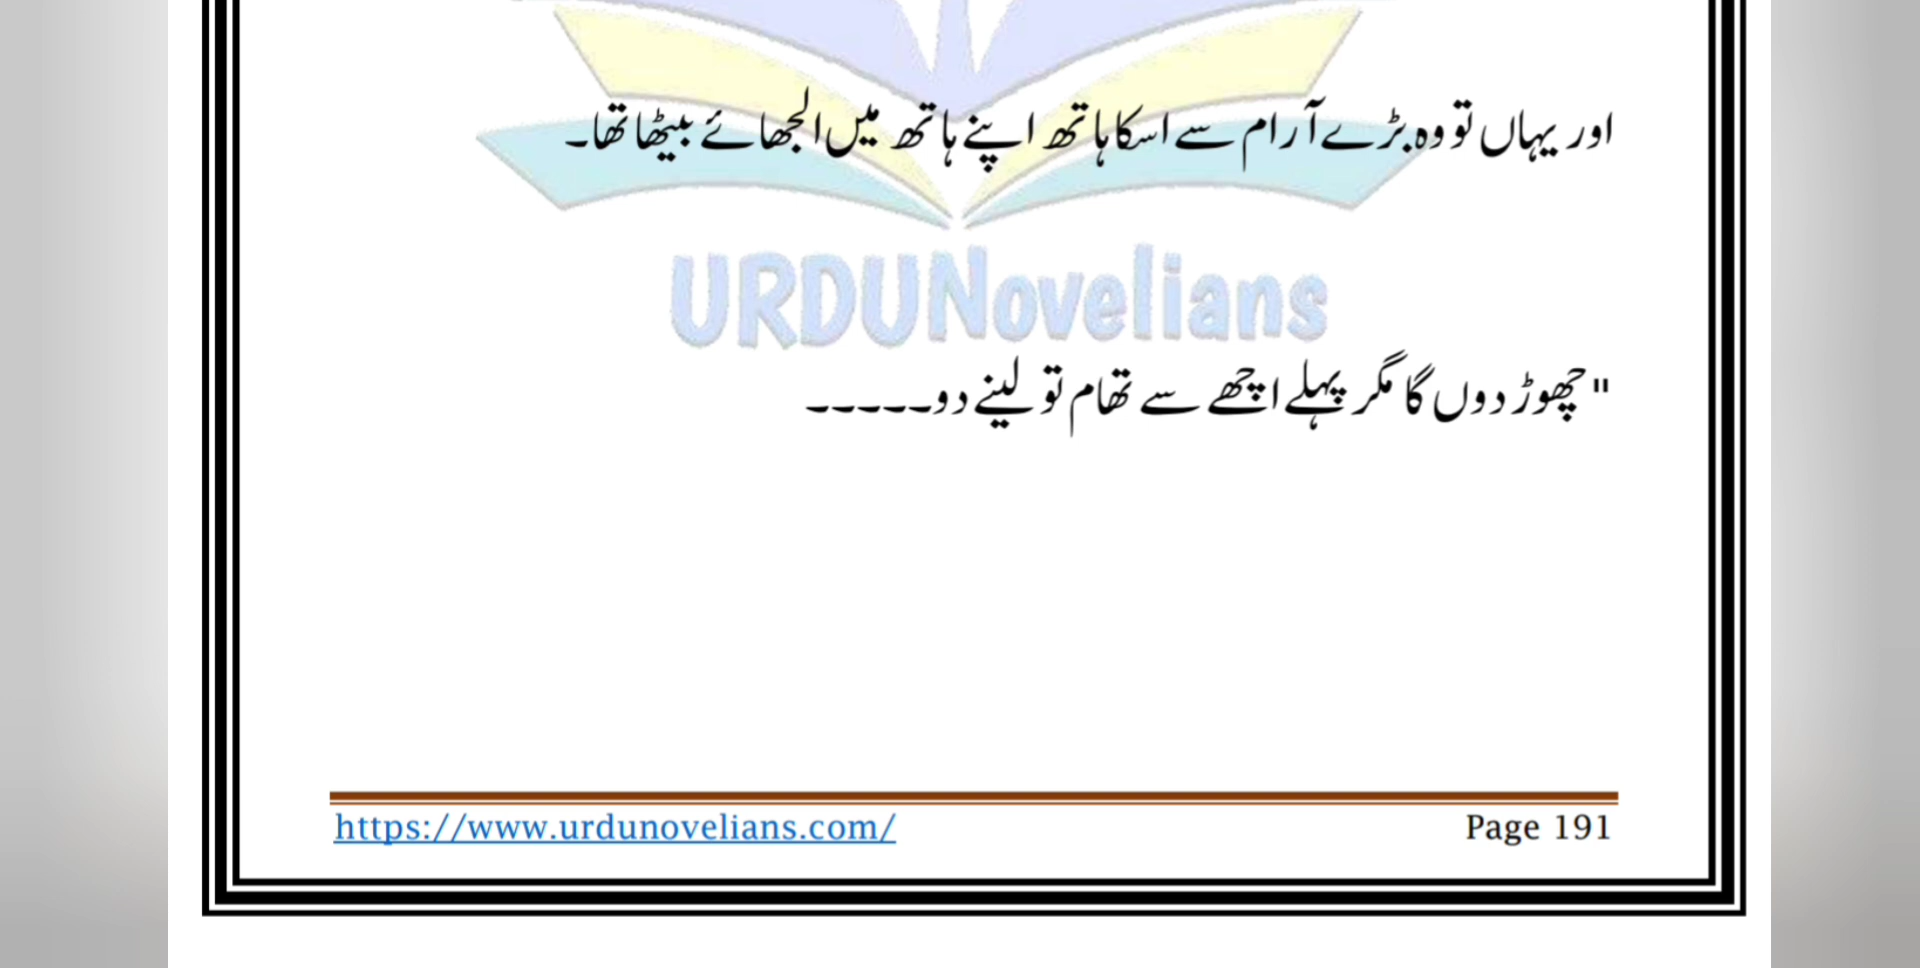 اور یہاں تو وہ بڑے آرام سے اسکا ہاتھ اپنے ہاتھ میں الجھائے بیٹھا تھا۔
URDUNovelians
"چھوڑ دوں گا مگر پہلے اچھے سے تھام تو لینے دو۔۔۔۔۔
https://www.urdunovelians.com/ Page 191